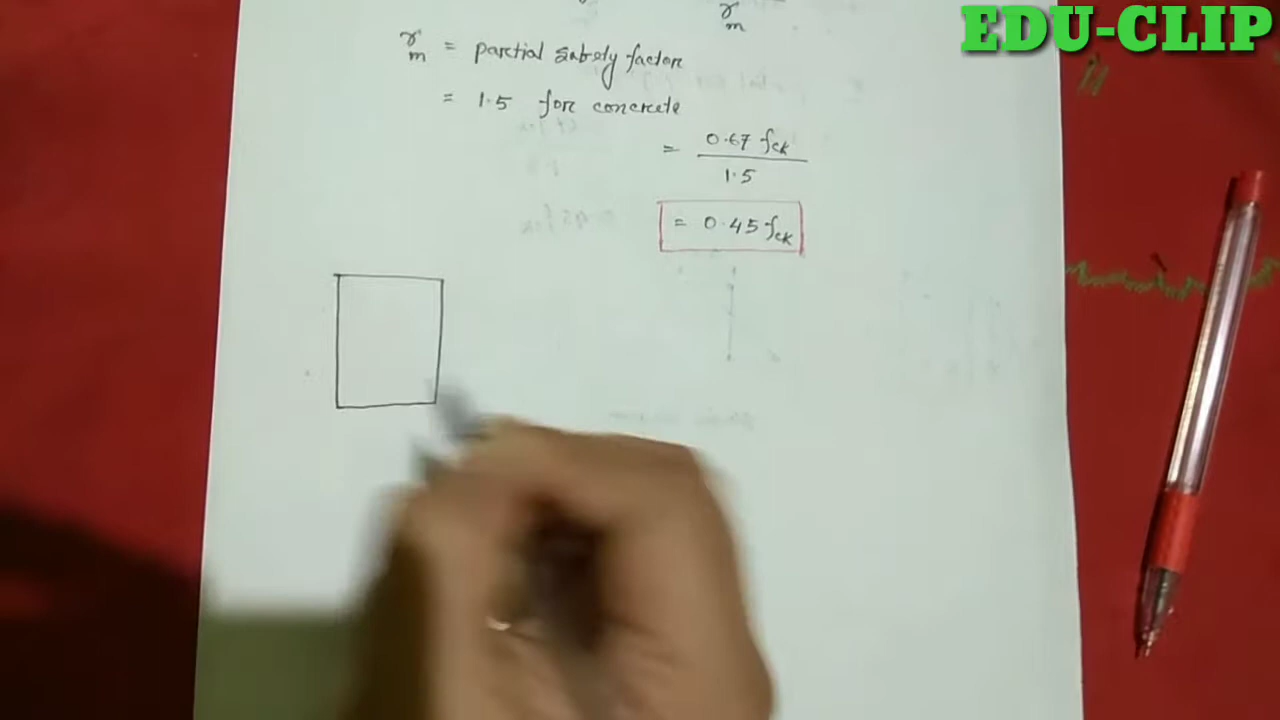 EDU-CLIP
γ
m
γm = partial safety factor
= 1.5 for concrete
= 0.67 fck
1.5
= 0.45 fck